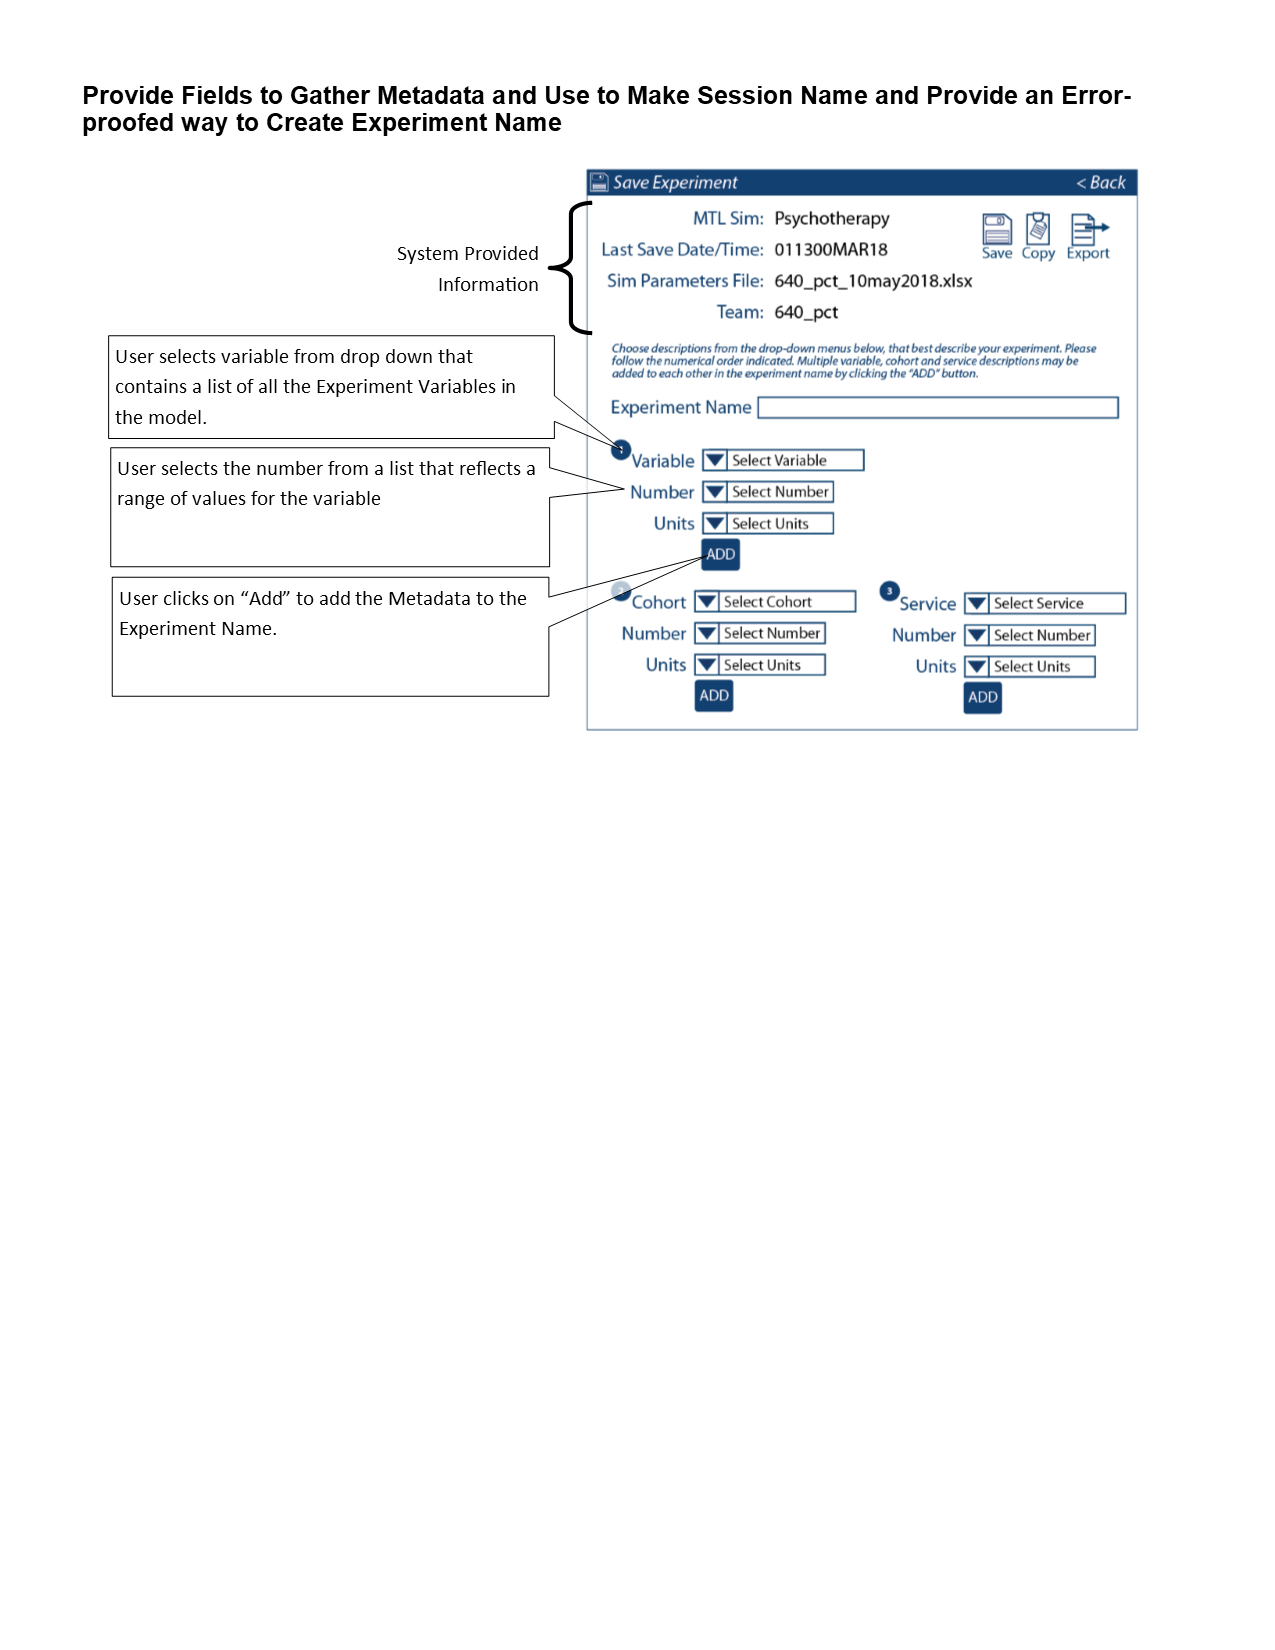 Provide Fields to Gather Metadata and Use to Make Session Name and Provide an Error-
proofed way to Create Experiment Name
Save Experiment
< Back
System Provided
Information
MTL Sim: Psychotherapy
Last Save Date/Time: 011300MAR18
Sim Parameters File: 640_pct_10may2018.xlsx
Team: 640_pct
Save Copy Export
User selects variable from drop down that
contains a list of all the Experiment Variables in
the model.
User selects the number from a list that reflects a
range of values for the variable
User clicks on “Add” to add the Metadata to the
Experiment Name.
Choose descriptions from the drop-down menus below, that best describe your experiment. Please
follow the numerical order indicated. Multiple variable, cohort and service descriptions may be
added to each other in the experiment name by clicking the “ADD” button.
Experiment Name
1 Variable Select Variable
Number Select Number
Units Select Units
ADD
Cohort Select Cohort
Number Select Number
Units Select Units
ADD
3 Service Select Service
Number Select Number
Units Select Units
ADD